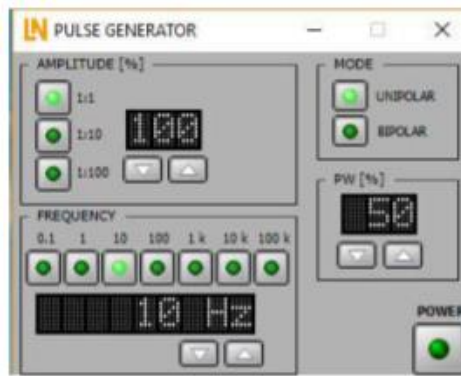 LN PULSE GENERATOR
AMPLITUDE [%]
1:1
1:10
1:100
100
MODE
UNIPOLAR
BIPOLAR
PW [%]
50
FREQUENCY
0.1 1 10 100 1 k 10 k 100 k
10 Hz
POWER